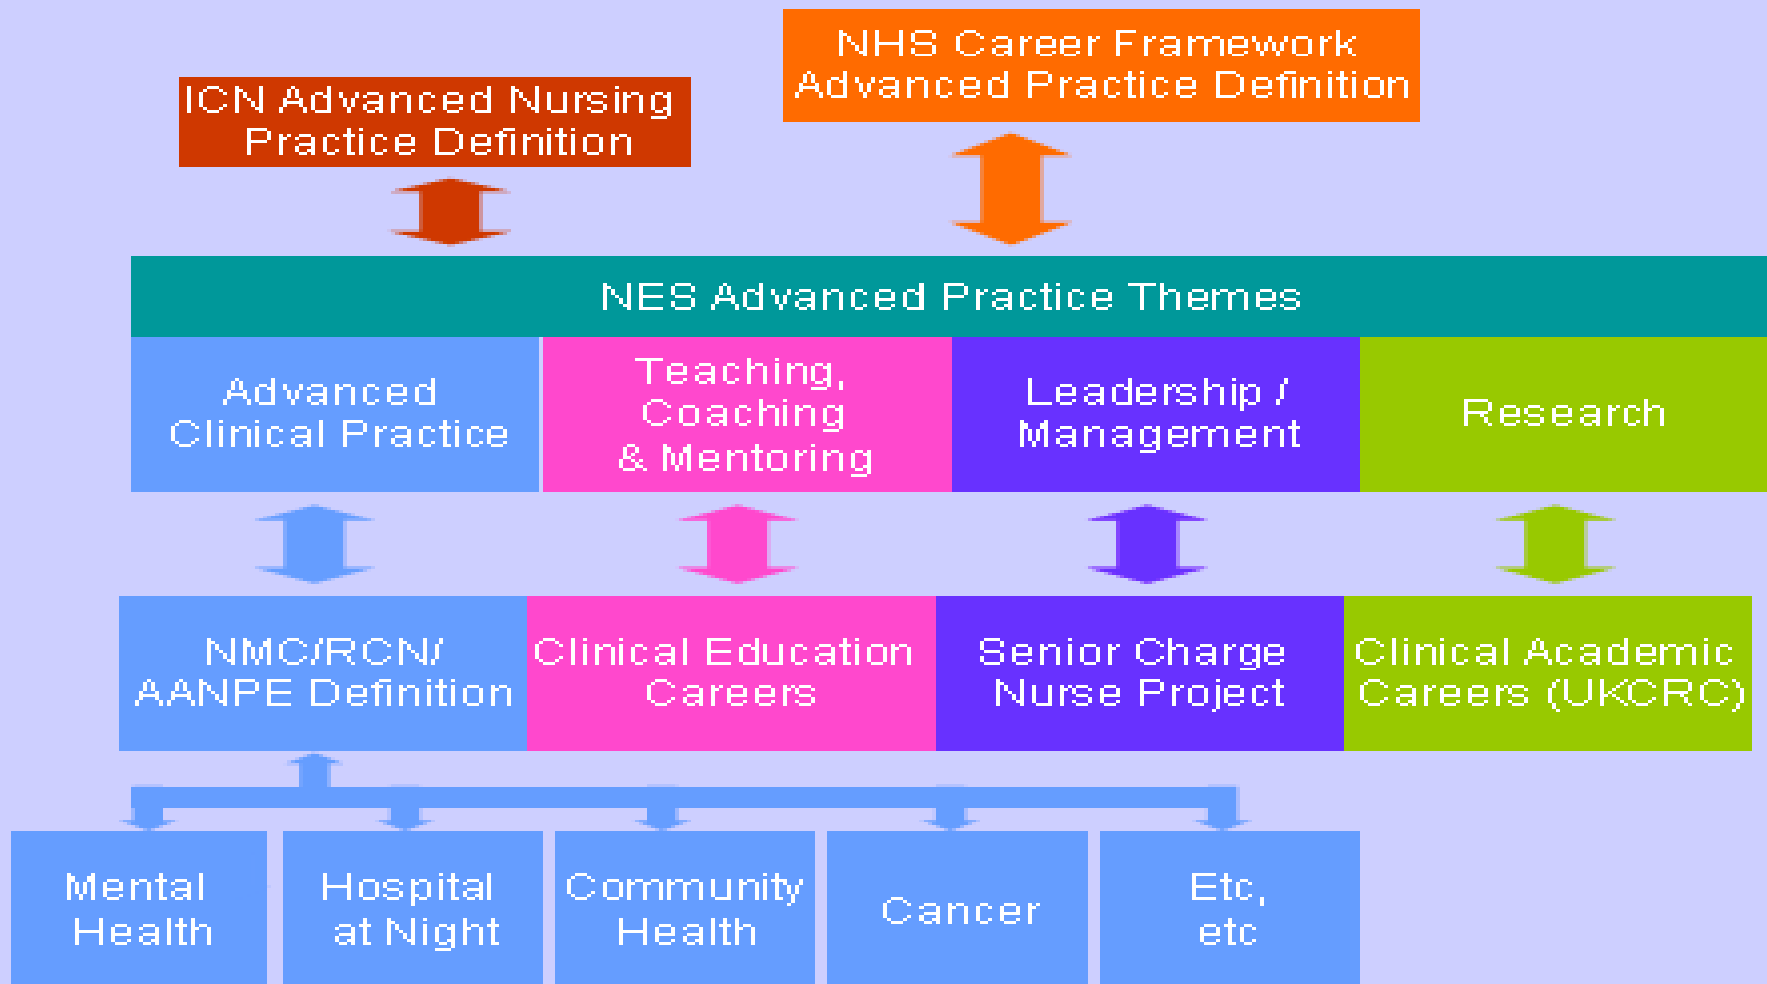 NHS Career Framework
Advanced Practice Definition
ICN Advanced Nursing
Practice Definition
NES Advanced Practice Themes
Advanced
Clinical Practice
Teaching,
Coaching
& Mentoring
Leadership /
Management
Research
NMC/RCN/
AANPE Definition
Clinical Education
Careers
Senior Charge
Nurse Project
Clinical Academic
Careers (UKCRC)
Mental
Health
Hospital
at Night
Community
Health
Cancer
Etc,
etc